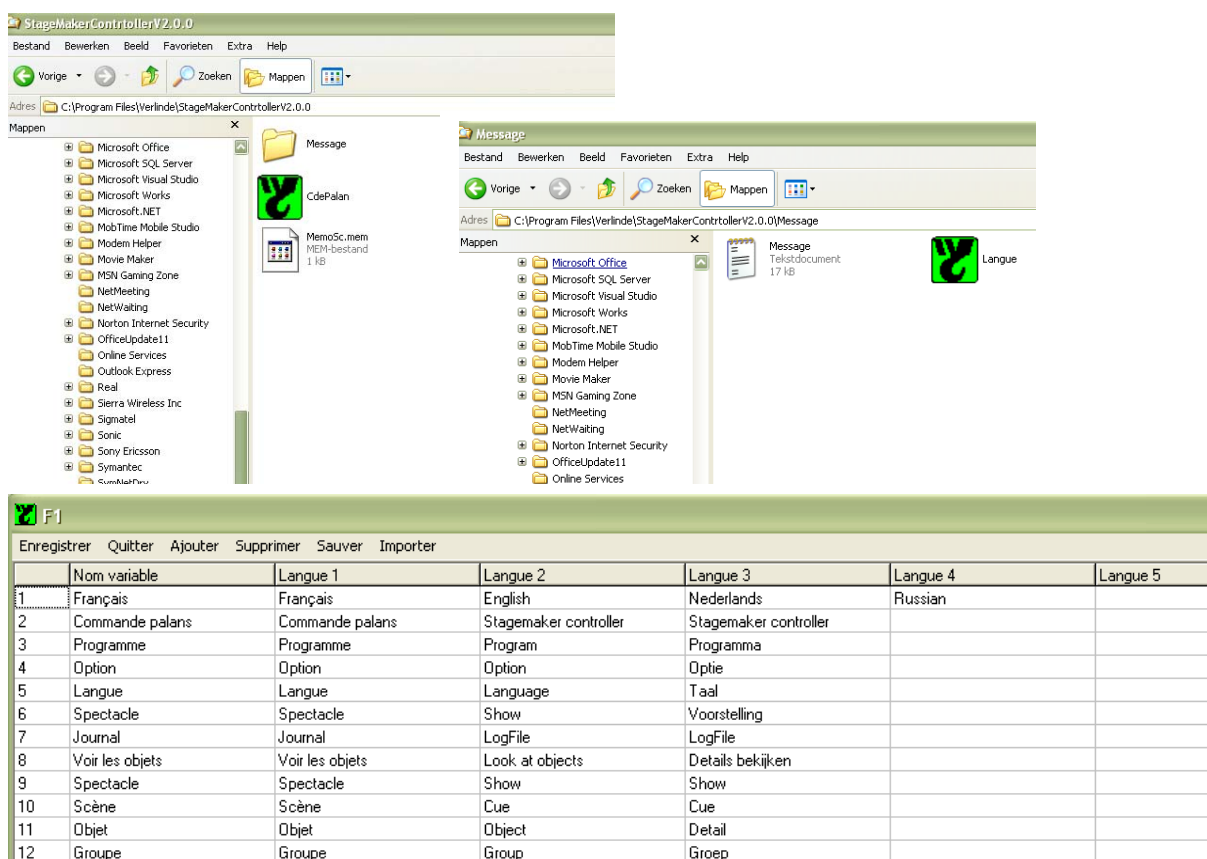 StageMakerContrtollerV2.0.0
Bestand Bewerken Beeld Favorieten Extra Help
Vorige Zoeken Mappen
Adres C:\Program Files\Verlinde\StageMakerContrtollerV2.0.0
Mappen
Microsoft Office
Microsoft SQL Server
Microsoft Visual Studio
Microsoft Works
Microsoft.NET
MobTime Mobile Studio
Modem Helper
Movie Maker
MSN Gaming Zone
NetMeeting
NetWaiting
Norton Internet Security
OfficeUpdate11
Online Services
Outlook Express
Real
Sierra Wireless Inc
Sigmatel
Sonic
Sony Ericsson
Symantec
SymNetDrv
Message
CdePalan
MemoSc.mem
MEM-bestand
1 kB
Message
Bestand Bewerken Beeld Favorieten Extra Help
Vorige Zoeken Mappen
Adres C:\Program Files\Verlinde\StageMakerContrtollerV2.0.0\Message
Mappen
Microsoft Office
Microsoft SQL Server
Microsoft Visual Studio
Microsoft Works
Microsoft.NET
MobTime Mobile Studio
Modem Helper
Movie Maker
MSN Gaming Zone
NetMeeting
NetWaiting
Norton Internet Security
OfficeUpdate11
Online Services
Message
Tekstdocument
17 kB
Langue
F1
Enregistrer Quitter Ajouter Supprimer Sauver Importer
Nom variable Langue 1 Langue 2 Langue 3 Langue 4 Langue 5
1 Français Français English Nederlands Russian
2 Commande palans Commande palans Stagemaker controller Stagemaker controller
3 Programme Programme Program Programma
4 Option Option Option Optie
5 Langue Langue Language Taal
6 Spectacle Spectacle Show Voorstelling
7 Journal Journal LogFile LogFile
8 Voir les objets Voir les objets Look at objects Details bekijken
9 Spectacle Spectacle Show Show
10 Scène Scène Cue Cue
11 Objet Objet Object Detail
12 Groupe Groupe Group Groep